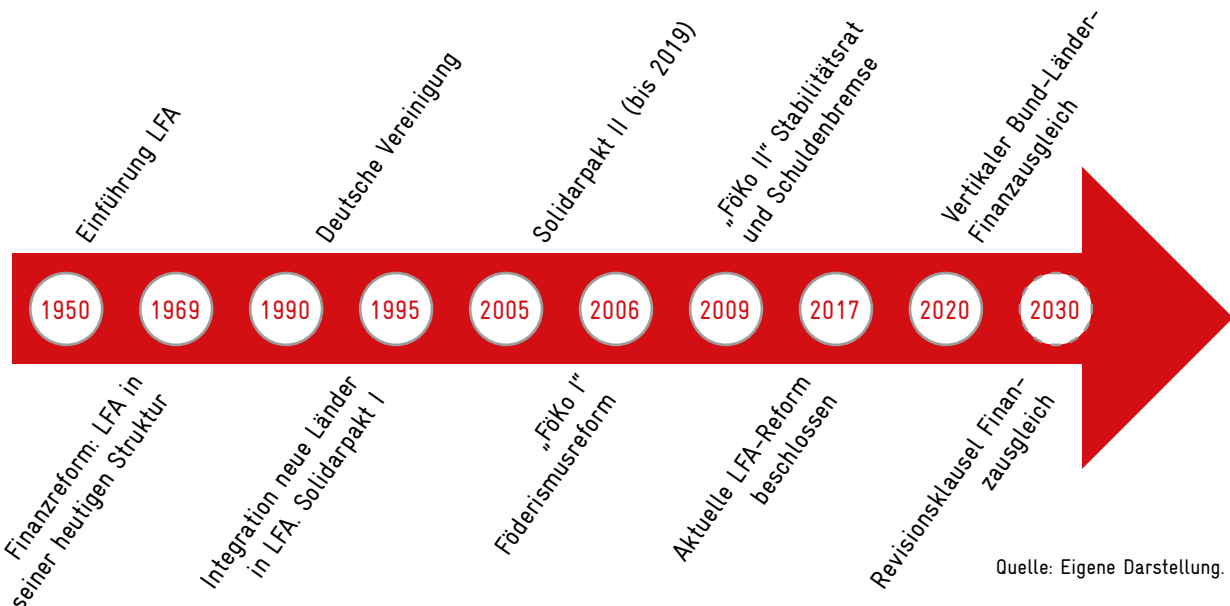 Einführung LFA
Deutsche Vereinigung
Solidarpakt II (bis 2019)
„FöKo II“ Stabilitätsrat
und Schuldenbremse
Vertikaler Bund-Länder-
Finanzausgleich
1950
1969
1990
1995
2005
2006
2009
2017
2020
2030
Finanzreform: LFA in
seiner heutigen Struktur
Integration neue Länder
in LFA. Solidarpakt I
„FöKo I“
Föderismusreform
Aktuelle LFA-Reform
beschlossen
Revisionsklausel Finan-
zausgleich
Quelle: Eigene Darstellung.